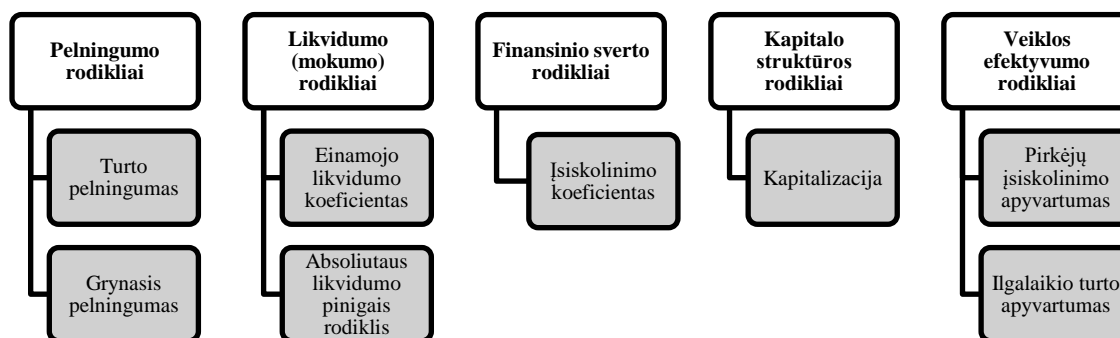 Pelningumo
rodikliai
Likvidumo
(mokumo)
rodikliai
Finansinio sverto
rodikliai
Kapitalo
struktūros
rodikliai
Veiklos
efektyvumo
rodikliai
Turto
pelningumas
Einamojo
likvidumo
koeficientas
Įsiskolinimo
koeficientas
Kapitalizacija
Pirkėjų
įsiskolinimo
apyvartumas
Grynasis
pelningumas
Absoliutaus
likvidumo
pinigais
rodiklis
Ilgalaikio turto
apyvartumas